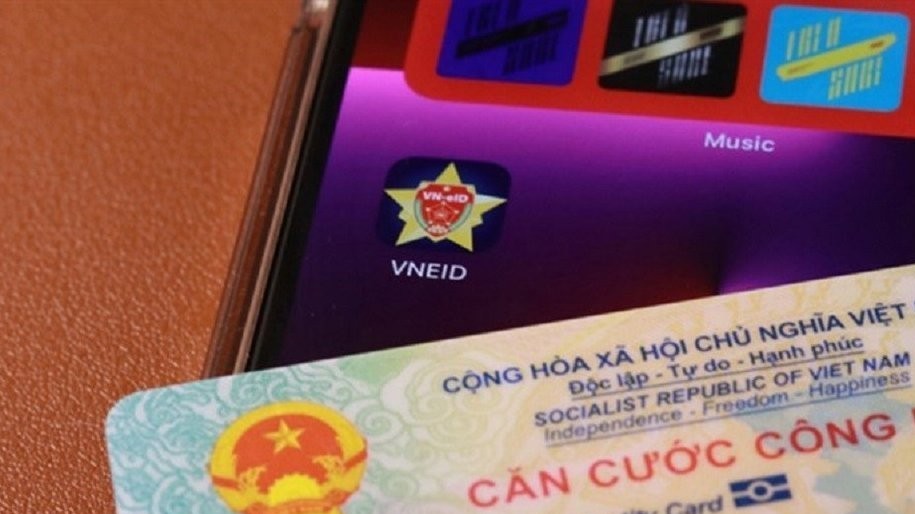 Music
VN-eID
VNEID
CỘNG HÒA XÃ HỘI CHỦ NGHĨA VIỆT
Độc lập - Tự do - Hạnh phúc
SOCIALIST REPUBLIC OF VIET NAM
Independence - Freedom - Happiness
CĂN CƯỚC CÔNG
Card